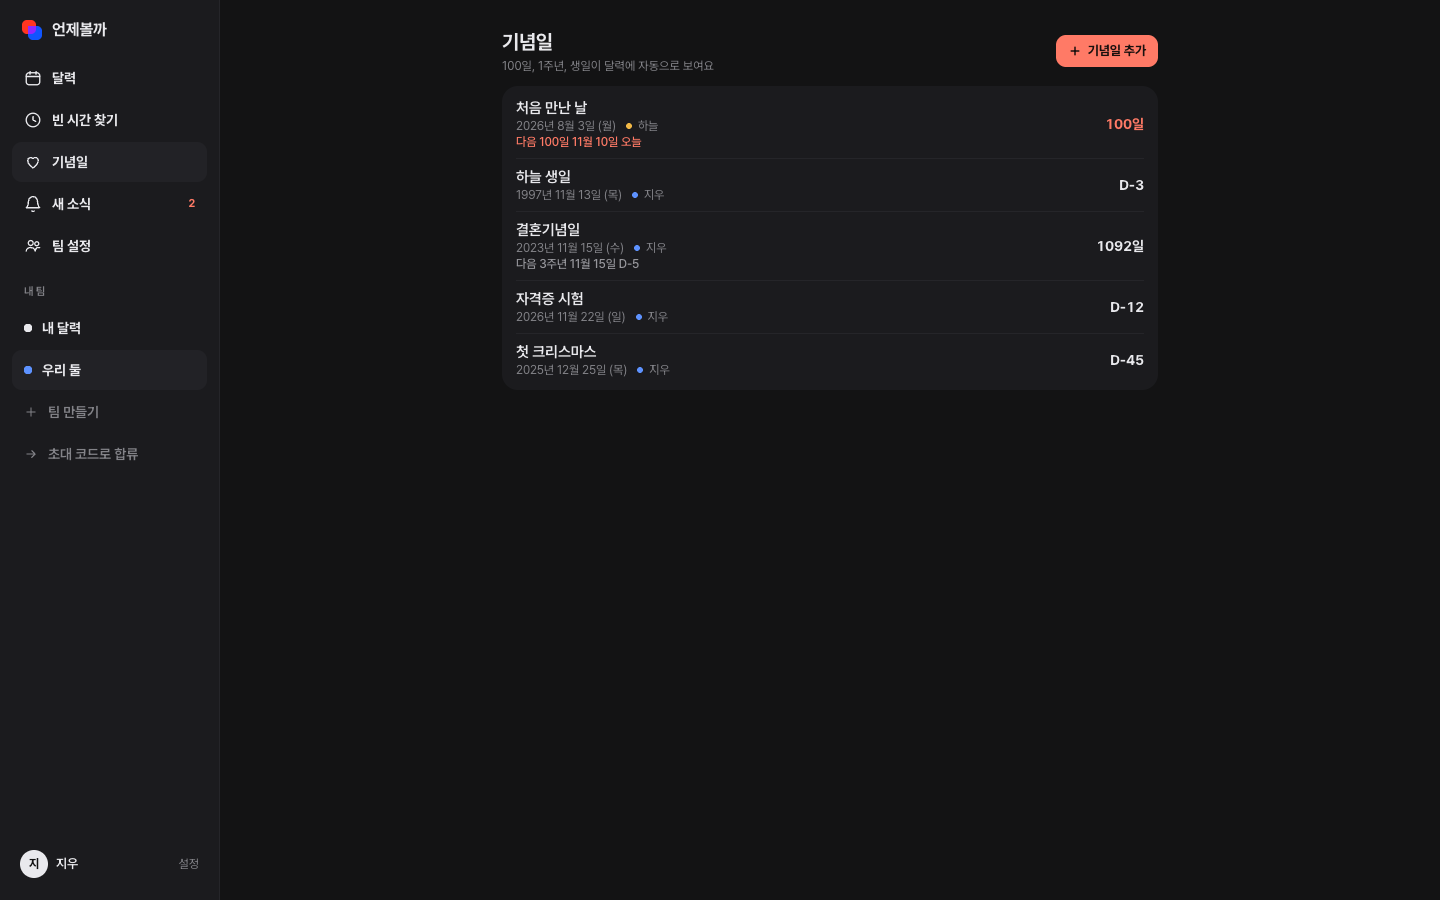 언제볼까
달력
빈 시간 찾기
기념일
새 소식 2
팀 설정
내 팀
내 달력
우리 둘
팀 만들기
초대 코드로 합류
지 지우 설정
기념일
100일, 1주년, 생일이 달력에 자동으로 보여요
기념일 추가
처음 만난 날
2026년 8월 3일 (월) 하늘
다음 100일 11월 10일 오늘
100일
하늘 생일
1997년 11월 13일 (목) 지우
D-3
결혼기념일
2023년 11월 15일 (수) 지우
다음 3주년 11월 15일 D-5
1092일
자격증 시험
2026년 11월 22일 (일) 지우
D-12
첫 크리스마스
2025년 12월 25일 (목) 지우
D-45